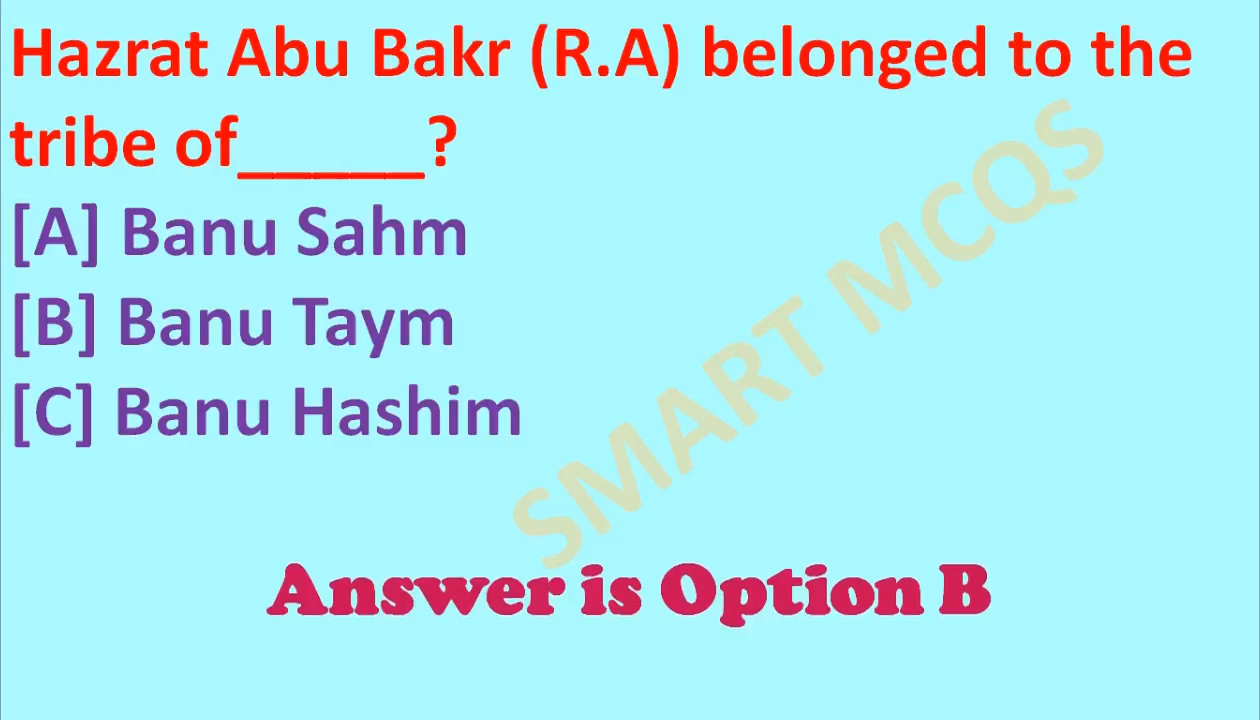 Hazrat Abu Bakr (R.A) belonged to the
tribe of_____?
[A] Banu Sahm
[B] Banu Taym
[C] Banu Hashim
SMART MCQS
Answer is Option B